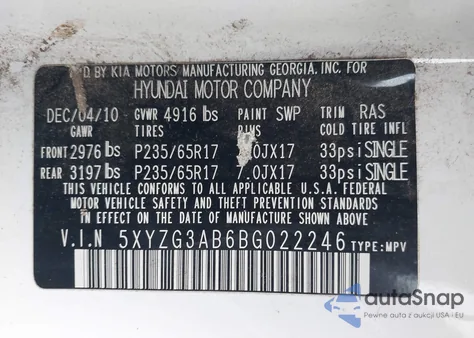 MFD BY KIA MOTORS MANUFACTURING GEORGIA, INC. FOR
HYUNDAI MOTOR COMPANY
DEC/04/10 GVWR 4916 lbs PAINT SWP TRIM RAS
GAWR TIRES RIMS COLD TIRE INFL
FRONT 2976 lbs P235/65R17 .0JX17 33psi SINGLE
REAR 3197 lbs P235/65R17 7.0JX17 33psi SINGLE
THIS VEHICLE CONFORMS TO ALL APPLICABLE U.S.A. FEDERAL
MOTOR VEHICLE SAFETY AND THEFT PREVENTION STANDARDS
IN EFFECT ON THE DATE OF MANUFACTURE SHOWN ABOVE.
V.I.N 5XYZG3AB6BG022246 TYPE:MPV
autoSnap
Pewne auta z aukcji USA i EU